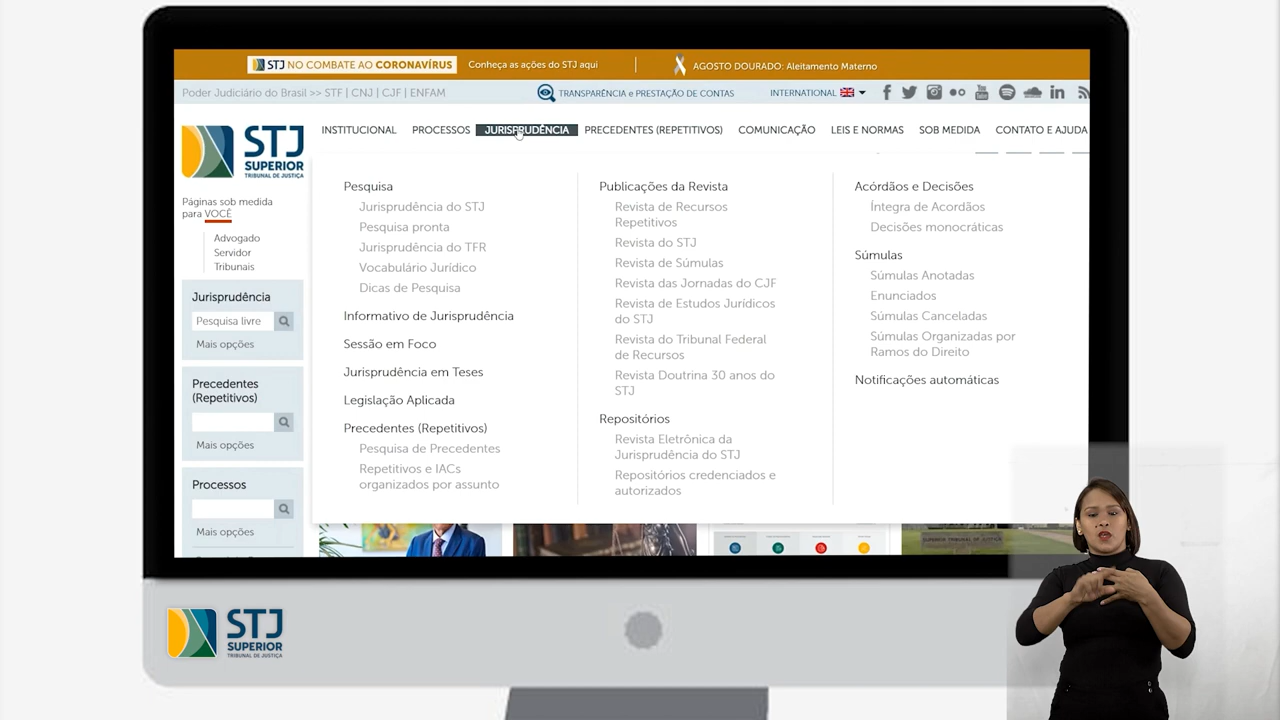 STJ NO COMBATE AO CORONAVÍRUS
Conheça as ações do STJ aqui
AGOSTO DOURADO: Aleitamento Materno
Poder Judiciário do Brasil >> STF | CNJ | CJF | ENFAM
TRANSPARÊNCIA e PRESTAÇÃO DE CONTAS
INTERNATIONAL
STJ
SUPERIOR
TRIBUNAL DE JUSTIÇA
INSTITUCIONAL
PROCESSOS
JURISPRUDÊNCIA
PRECEDENTES (REPETITIVOS)
COMUNICAÇÃO
LEIS E NORMAS
SOB MEDIDA
CONTATO E AJUDA
Páginas sob medida
para VOCÊ
Advogado
Servidor
Tribunais
Jurisprudência
Pesquisa livre
Mais opções
Precedentes
(Repetitivos)
Mais opções
Processos
Mais opções
Pesquisa
Jurisprudência do STJ
Pesquisa pronta
Jurisprudência do TFR
Vocabulário Jurídico
Dicas de Pesquisa
Informativo de Jurisprudência
Sessão em Foco
Jurisprudência em Teses
Legislação Aplicada
Precedentes (Repetitivos)
Pesquisa de Precedentes
Repetitivos e IACs
organizados por assunto
Publicações da Revista
Revista de Recursos
Repetitivos
Revista do STJ
Revista de Súmulas
Revista das Jornadas do CJF
Revista de Estudos Jurídicos
do STJ
Revista do Tribunal Federal
de Recursos
Revista Doutrina 30 anos do
STJ
Repositórios
Revista Eletrônica da
Jurisprudência do STJ
Repositórios credenciados e
autorizados
Acórdãos e Decisões
Íntegra de Acórdãos
Decisões monocráticas
Súmulas
Súmulas Anotadas
Enunciados
Súmulas Canceladas
Súmulas Organizadas por
Ramos do Direito
Notificações automáticas
SUPERIOR TRIBUNAL DE JUSTIÇA
STJ
SUPERIOR
TRIBUNAL DE JUSTIÇA